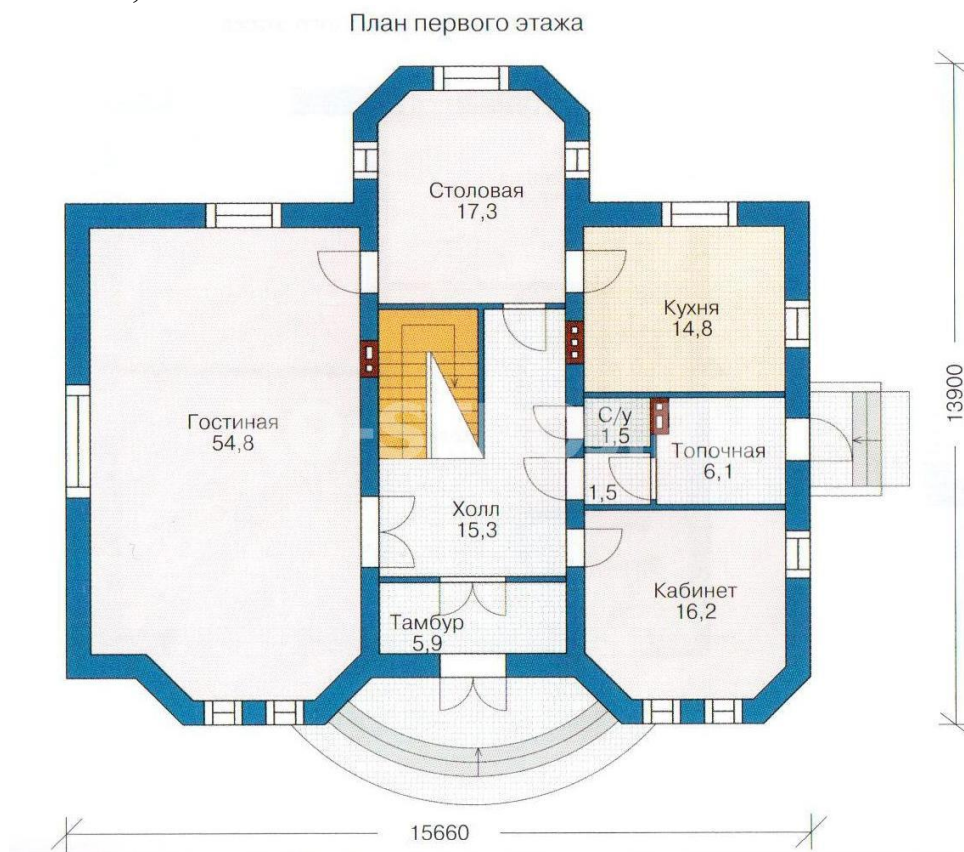 План первого этажа
Столовая
17,3
Кухня
14,8
13900
Гостиная
54,8
С/у
1,5
Топочная
6,1
1,5
Холл
15,3
Кабинет
16,2
Тамбур
5,9
15660